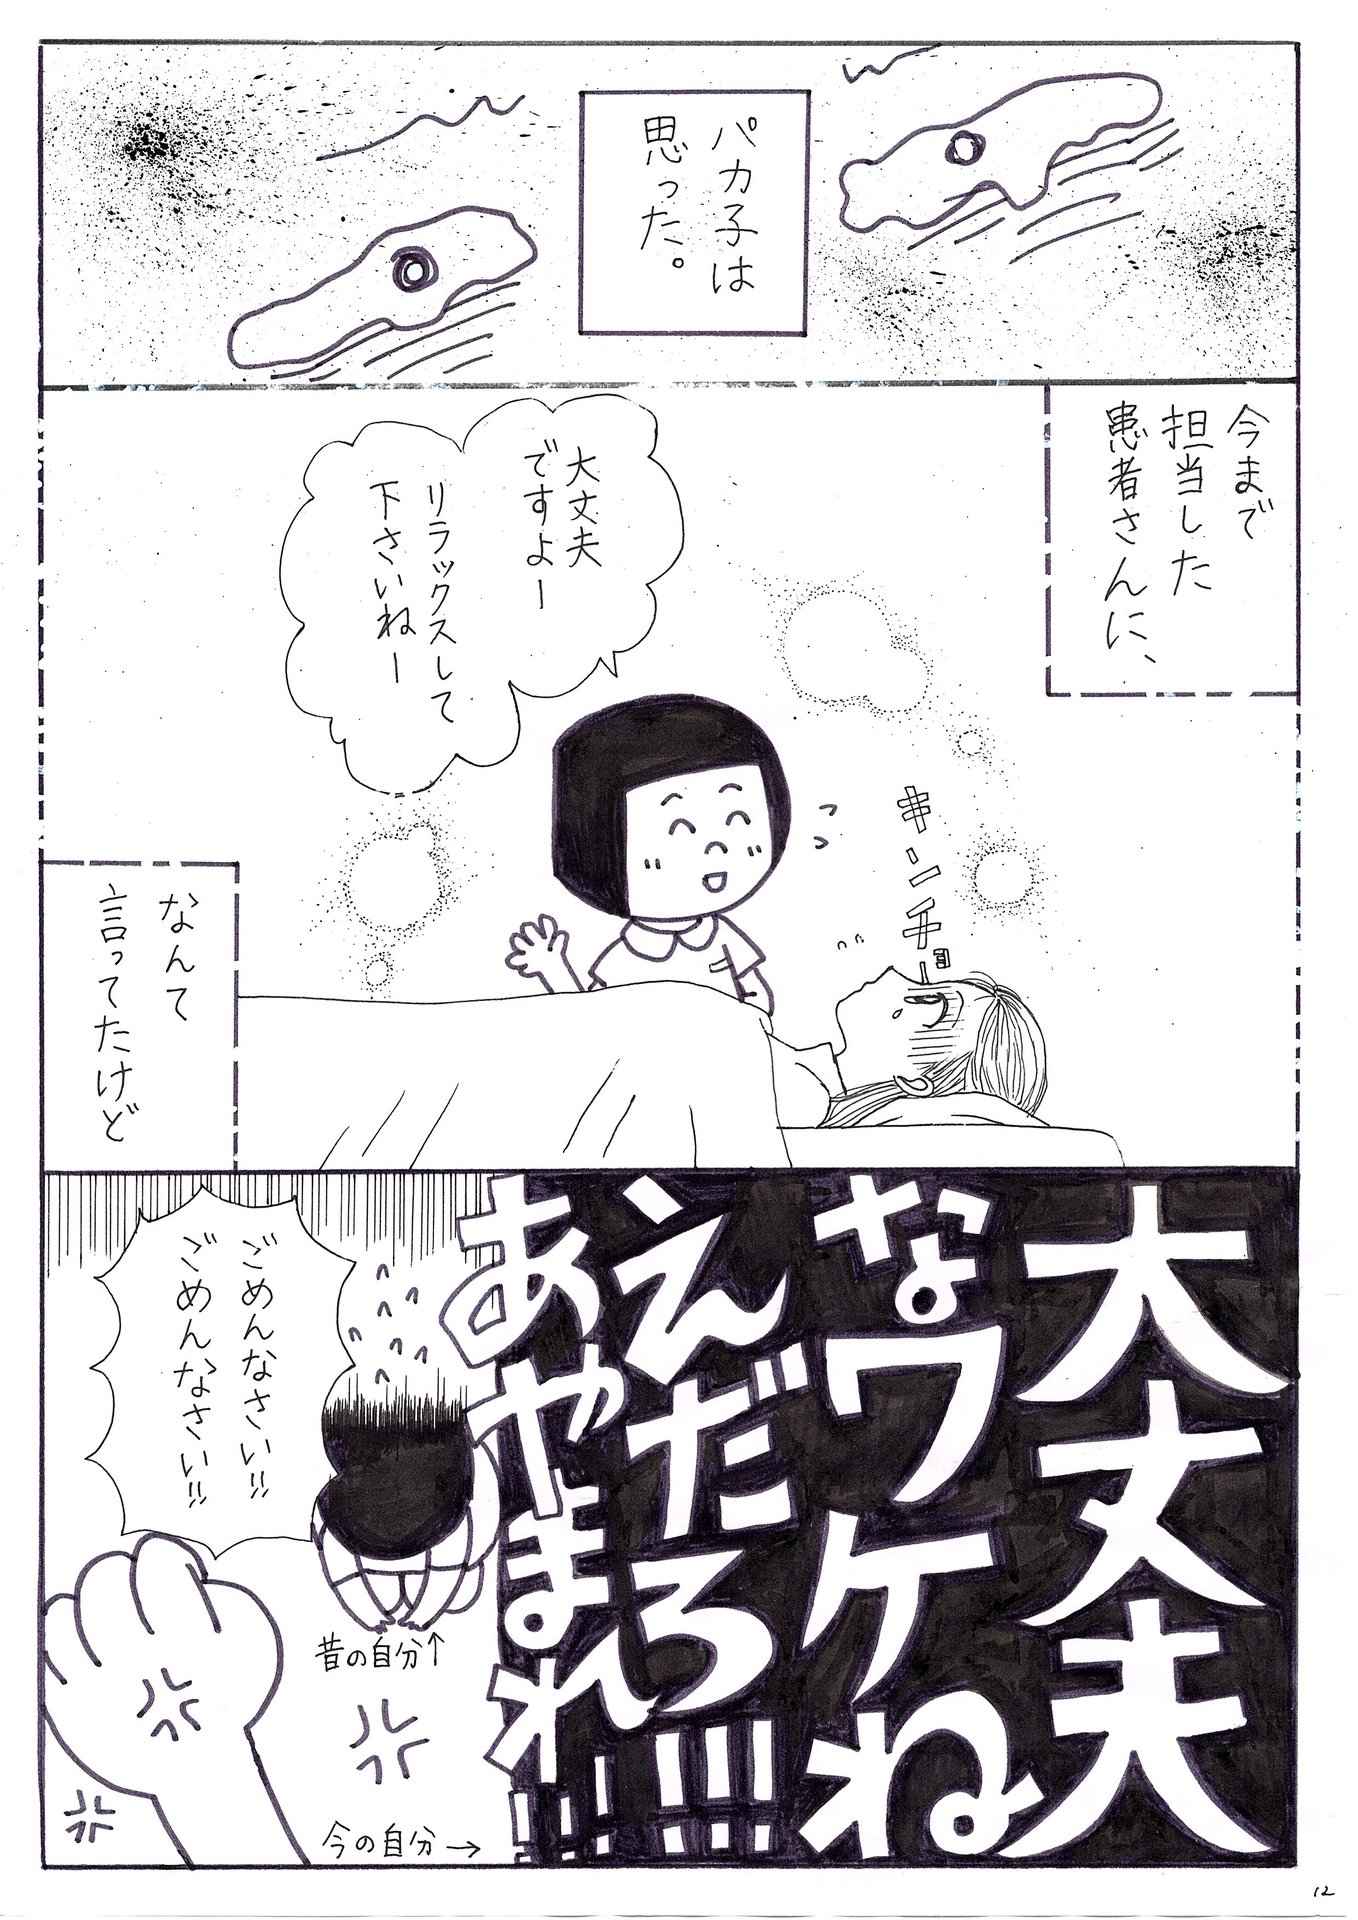 パカ子は
思った。
今まで
担当した
患者さんに、
大丈夫
ですよー
リラックスして
下さいねー
キンチョー
なんて
言ってたけど
大丈夫
なワケね
えだろ!!!
あやまれ!!!
ごめんなさい!!
ごめんなさい!!
昔の自分↑
今の自分→
12